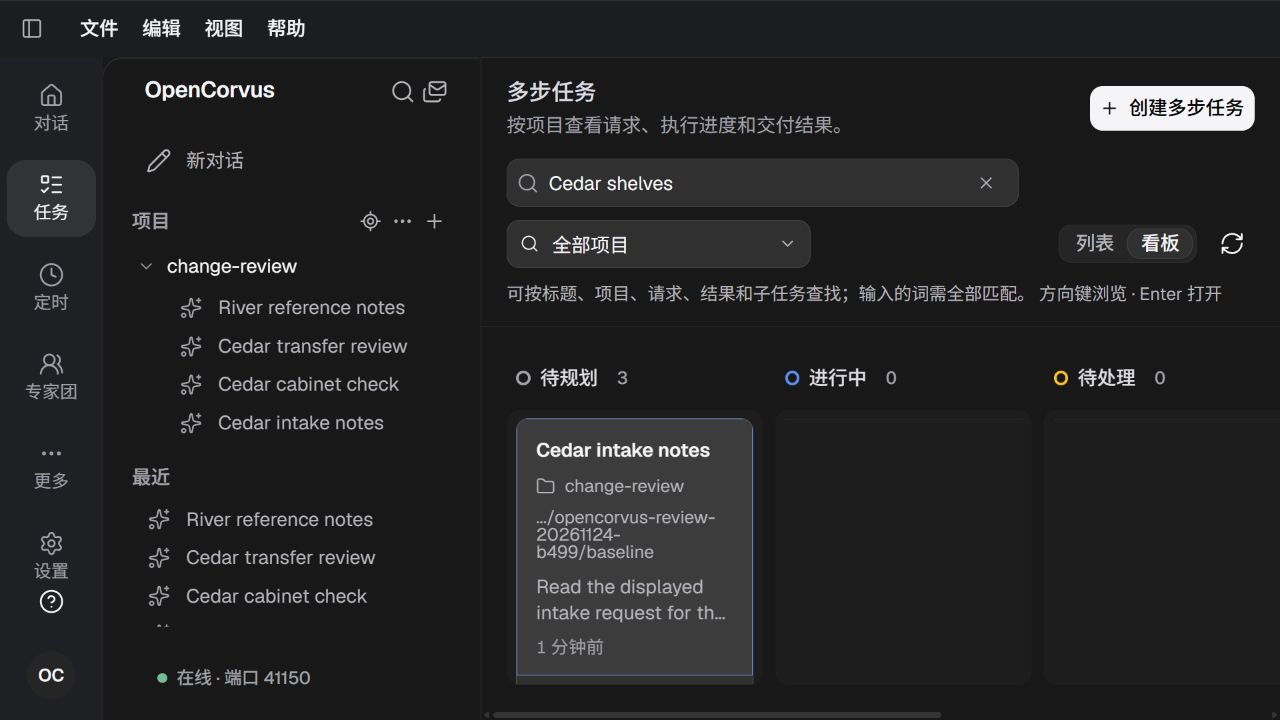 文件 编辑 视图 帮助
对话
任务
定时
专家团
更多
设置
OC
OpenCorvus
新对话
项目
change-review
River reference notes
Cedar transfer review
Cedar cabinet check
Cedar intake notes
最近
River reference notes
Cedar transfer review
Cedar cabinet check
在线 · 端口 41150
多步任务
按项目查看请求、执行进度和交付结果。
+ 创建多步任务
Cedar shelves
全部项目
列表 看板
可按标题、项目、请求、结果和子任务查找；输入的词需全部匹配。 方向键浏览 · Enter 打开
待规划 3
进行中 0
待处理 0
Cedar intake notes
change-review
.../opencorvus-review-
20261124-
b499/baseline
Read the displayed
intake request for th...
1 分钟前